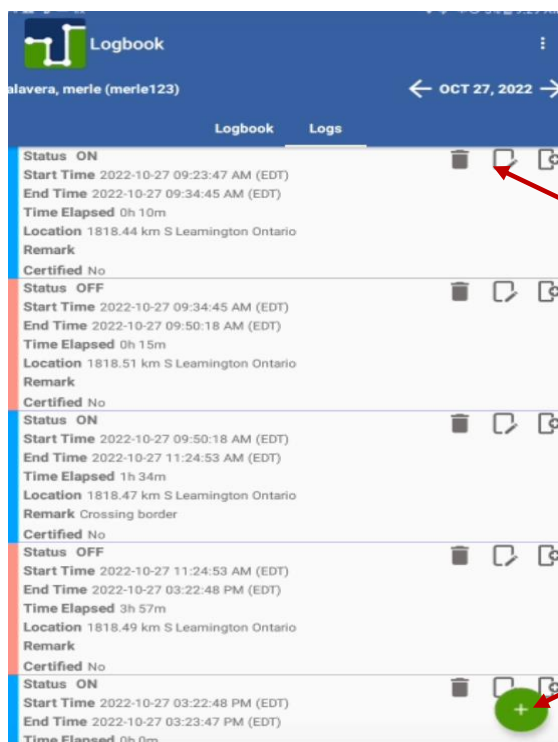 Logbook
alavera, merle (merle123)
OCT 27, 2022
Logbook Logs
Status ON
Start Time 2022-10-27 09:23:47 AM (EDT)
End Time 2022-10-27 09:34:45 AM (EDT)
Time Elapsed 0h 10m
Location 1818.44 km S Leamington Ontario
Remark
Certified No
Status OFF
Start Time 2022-10-27 09:34:45 AM (EDT)
End Time 2022-10-27 09:50:18 AM (EDT)
Time Elapsed 0h 15m
Location 1818.51 km S Leamington Ontario
Remark
Certified No
Status ON
Start Time 2022-10-27 09:50:18 AM (EDT)
End Time 2022-10-27 11:24:53 AM (EDT)
Time Elapsed 1h 34m
Location 1818.47 km S Leamington Ontario
Remark Crossing border
Certified No
Status OFF
Start Time 2022-10-27 11:24:53 AM (EDT)
End Time 2022-10-27 03:22:48 PM (EDT)
Time Elapsed 3h 57m
Location 1818.49 km S Leamington Ontario
Remark
Certified No
Status ON
Start Time 2022-10-27 03:22:48 PM (EDT)
End Time 2022-10-27 03:23:47 PM (EDT)
Time Elapsed 0h 0m